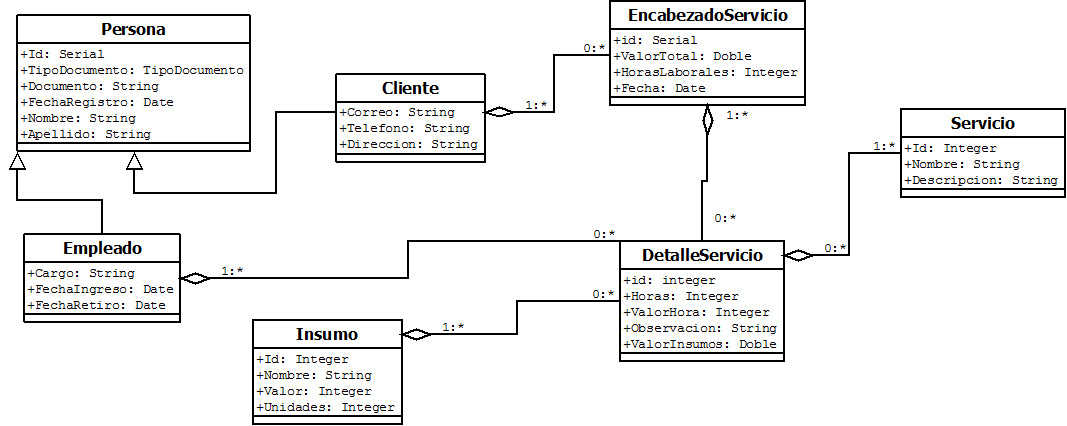 Persona
+Id: Serial
+TipoDocumento: TipoDocumento
+Documento: String
+FechaRegistro: Date
+Nombre: String
+Apellido: String
Cliente
+Correo: String
+Telefono: String
+Direccion: String
0:*
1:*
EncabezadoServicio
+id: Serial
+ValorTotal: Doble
+HorasLaborales: Integer
+Fecha: Date
1:*
0:*
Servicio
+Id: Integer
+Nombre: String
+Descripcion: String
1:*
0:*
Empleado
+Cargo: String
+FechaIngreso: Date
+FechaRetiro: Date
1:*
0:*
DetalleServicio
+id: integer
+Horas: Integer
+ValorHora: Integer
+Observacion: String
+ValorInsumos: Doble
0:*
1:*
Insumo
+Id: Integer
+Nombre: String
+Valor: Integer
+Unidades: Integer